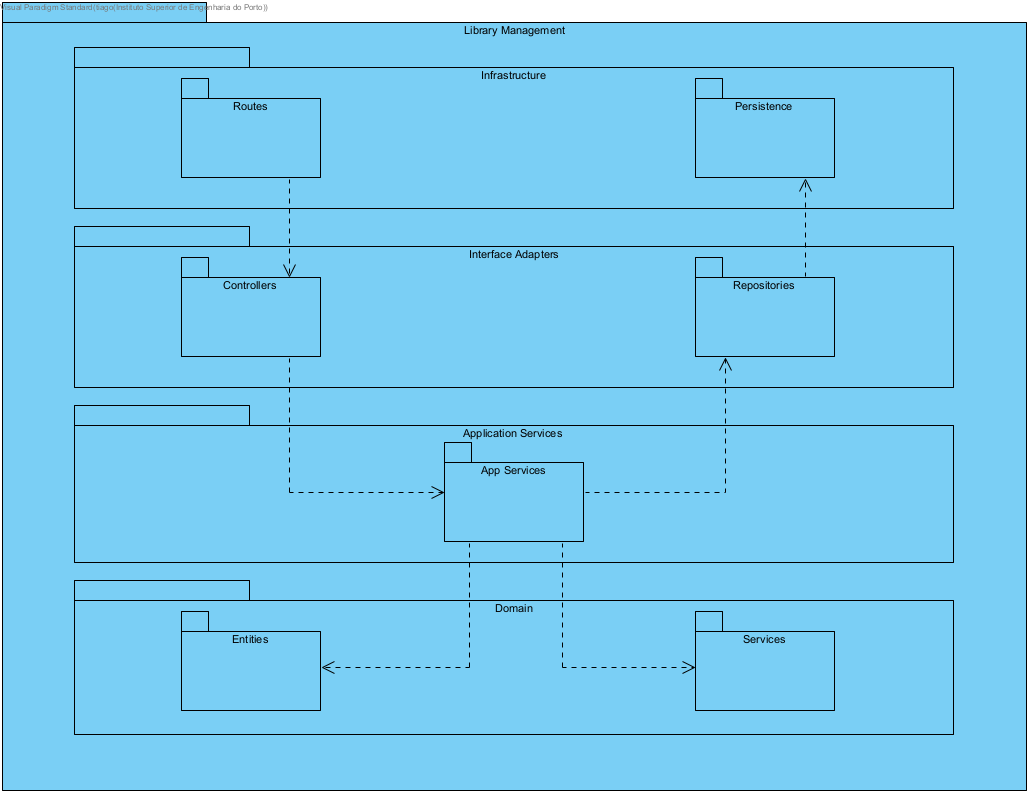 Visual Paradigm Standard(tiago(Instituto Superior de Engenharia do Porto))
Library Management
Infrastructure
Routes
Persistence
Interface Adapters
Controllers
Repositories
Application Services
App Services
Domain
Entities
Services